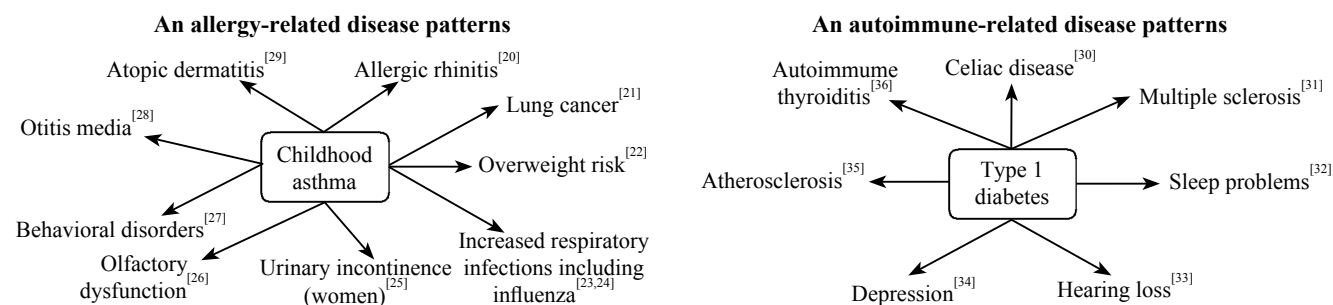 An allergy-related disease patterns
Atopic dermatitis[29]
Allergic rhinitis[20]
Lung cancer[21]
Otitis media[28]
Childhood
asthma
Overweight risk[22]
Behavioral disorders[27]
Olfactory
dysfunction[26]
Urinary incontinence
(women)[25]
Increased respiratory
infections including
influenza[23,24]
An autoimmune-related disease patterns
Autoimmune
thyroiditis[36]
Celiac disease[30]
Multiple sclerosis[31]
Atherosclerosis[35]
Type 1
diabetes
Sleep problems[32]
Depression[34]
Hearing loss[33]